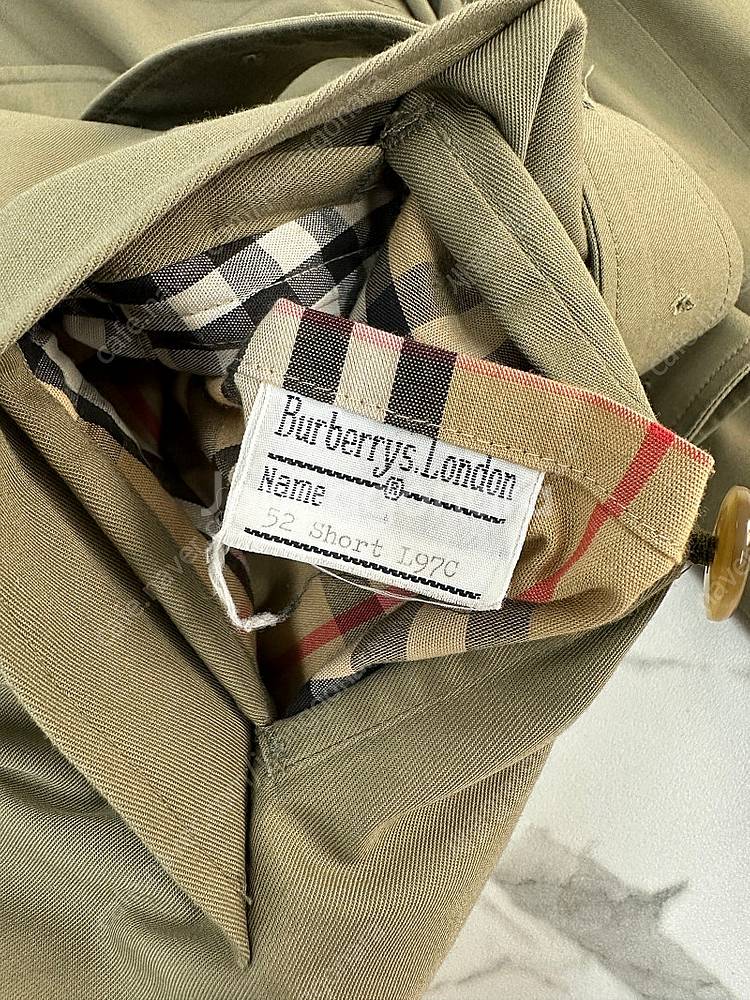 Burberrys.London
®
Name
52 Short L97C